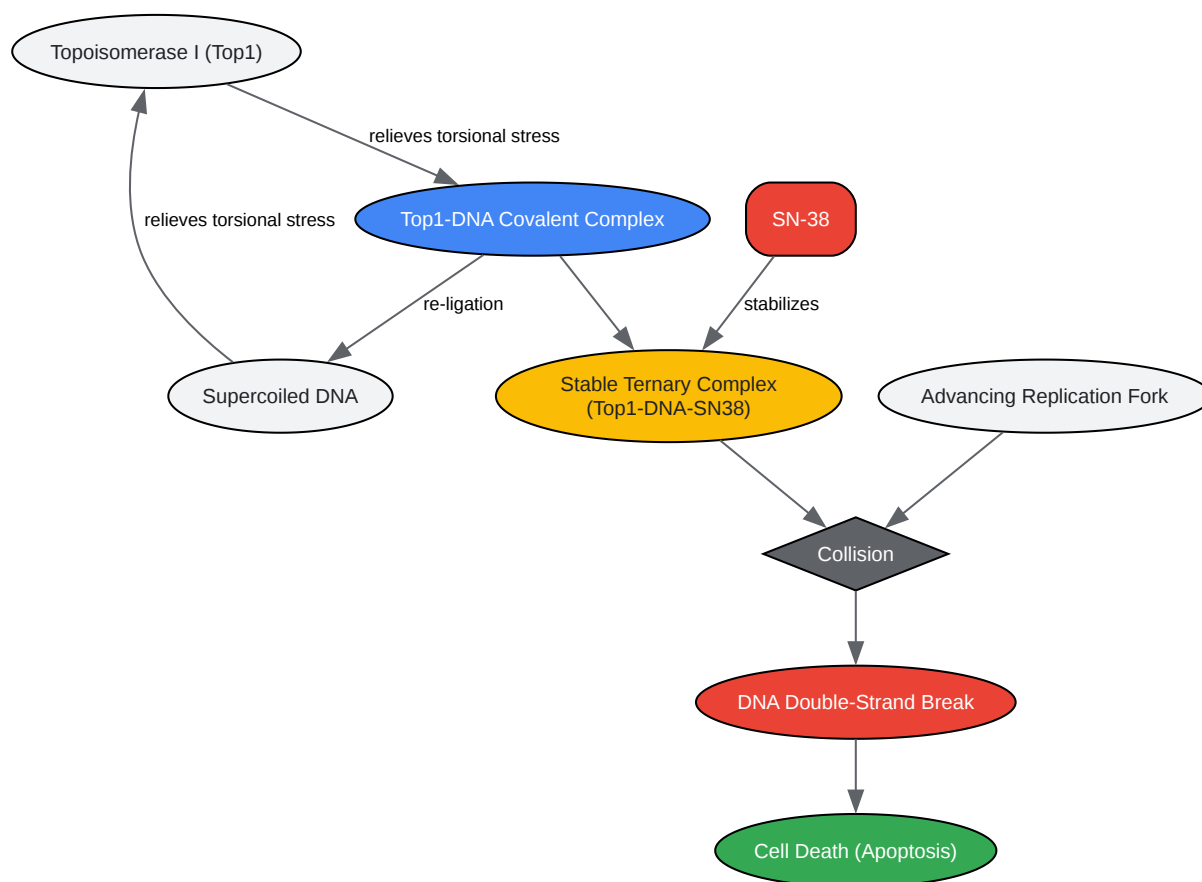 Topoisomerase I (Top1)
relieves torsional stress
Top1-DNA Covalent Complex
SN-38
relieves torsional stress
re-ligation
stabilizes
Supercoiled DNA
Stable Ternary Complex
(Top1-DNA-SN38)
Advancing Replication Fork
Collision
DNA Double-Strand Break
Cell Death (Apoptosis)